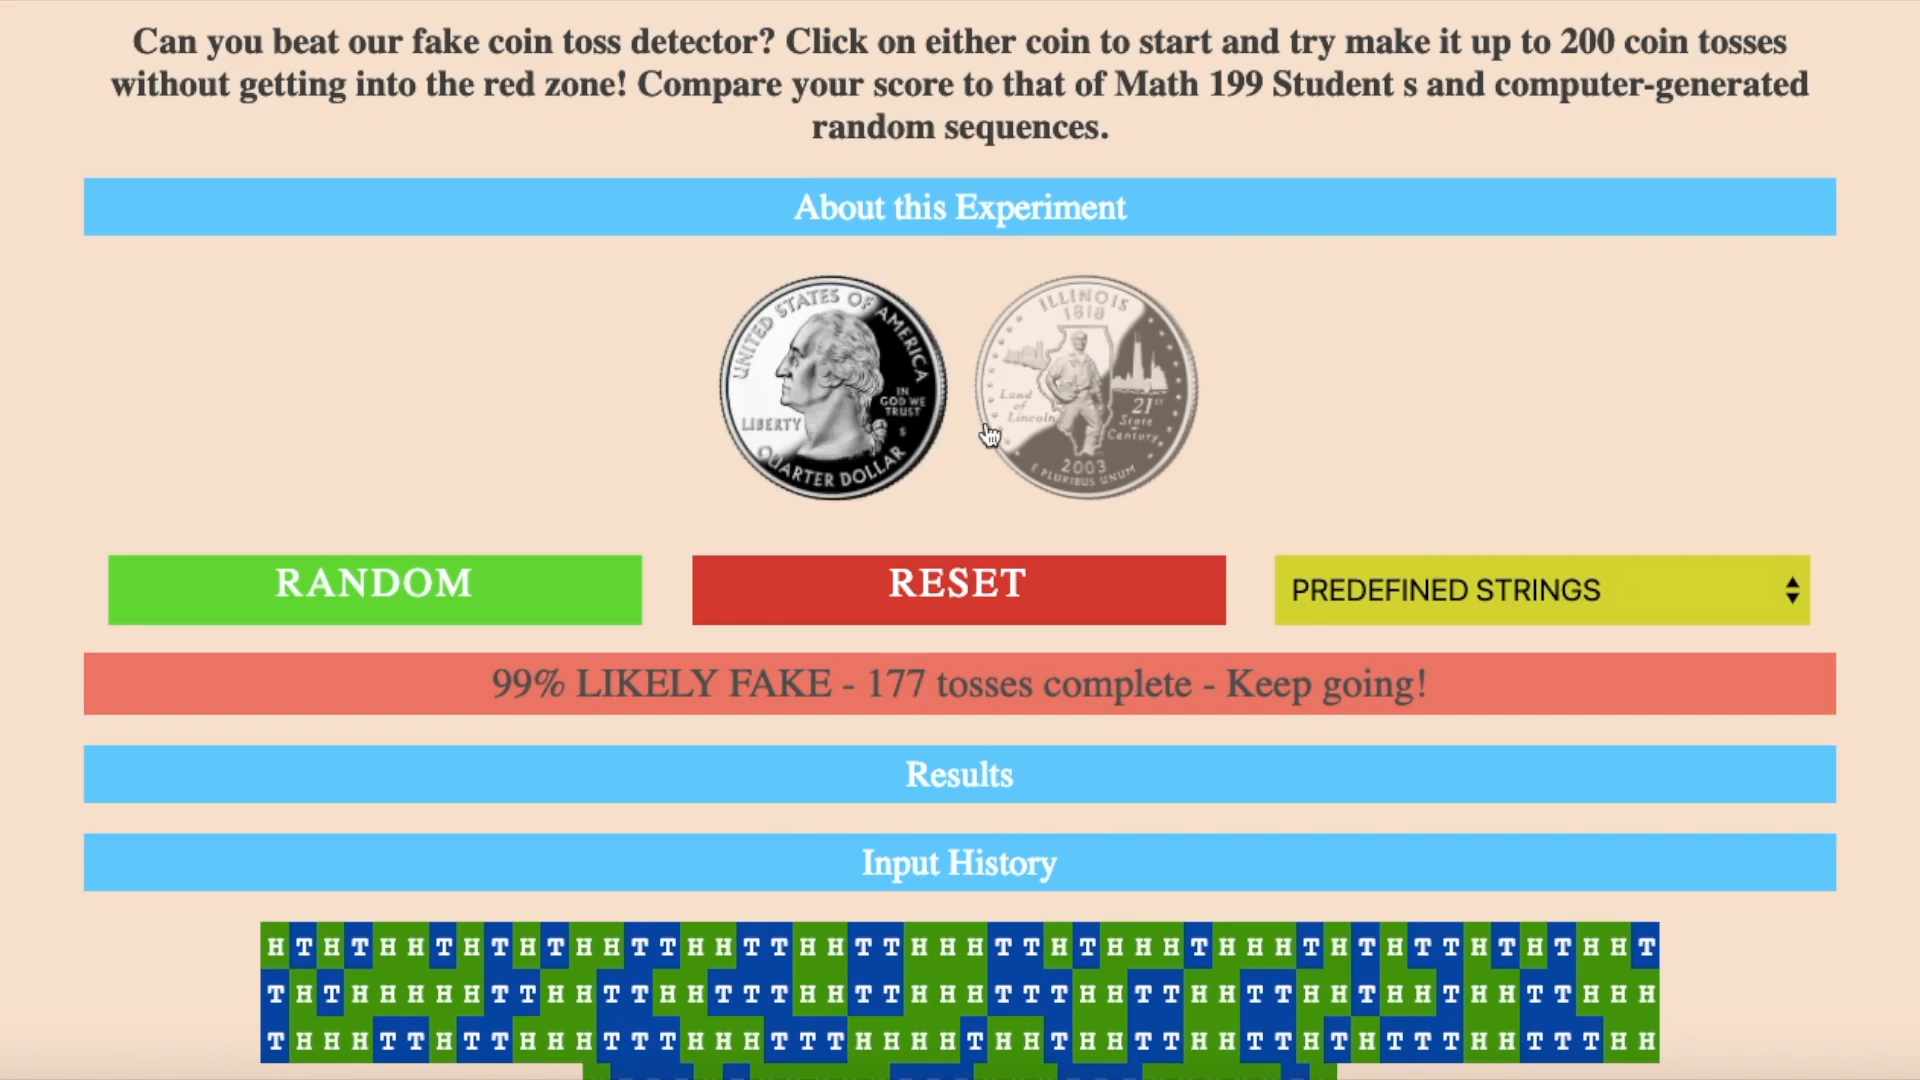 Can you beat our fake coin toss detector? Click on either coin to start and try make it up to 200 coin tosses
without getting into the red zone! Compare your score to that of Math 199 Student s and computer-generated
random sequences.
About this Experiment
UNITED STATES OF AMERICA
LIBERTY
IN
GOD WE
TRUST
S
QUARTER DOLLAR
ILLINOIS
1818
Land
of
Lincoln
21st
State
Century
2003
E PLURIBUS UNUM
RANDOM
RESET
PREDEFINED STRINGS
99% LIKELY FAKE - 177 tosses complete - Keep going!
Results
Input History
H T H T H H T H T H T H H T T H H T T H H T T H H H T T H T H H H T H H H T H T H T T H T H T H H T
T H T H H H H H T T H H T T H H T T T H H T T H H H T T T H H T T H H T T H H T H H T H H T T H H H
T H H H T T H T T H H H T T T H H H T T T H H H H T H H T H H T T H H T T H T H T T T H H T T T H H